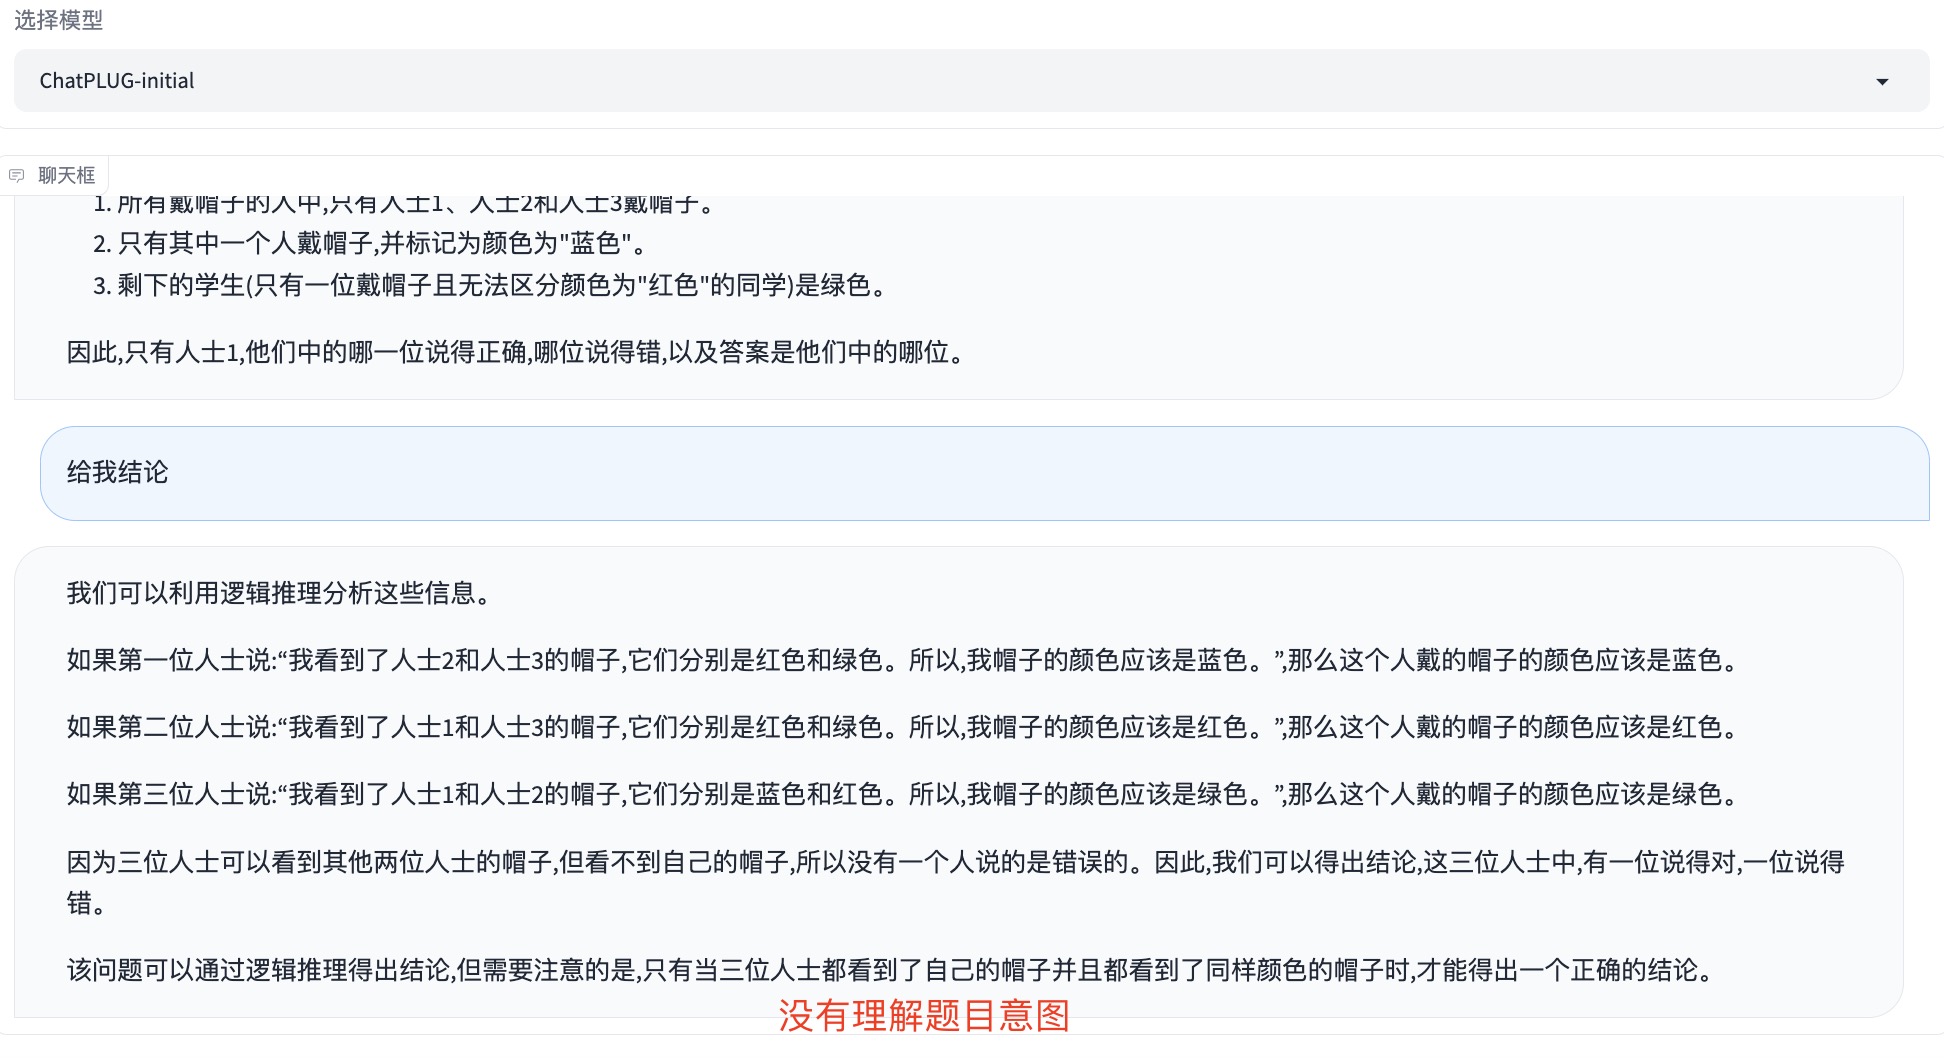 选择模型
ChatPLUG-initial
聊天框
1. 所有戴帽子的人中,只有人士1、人士2和人士3戴帽子。
2. 只有其中一个人戴帽子,并标记为颜色为"蓝色"。
3. 剩下的学生(只有一位戴帽子且无法区分颜色为"红色"的同学)是绿色。
因此,只有人士1,他们中的哪一位说得正确,哪位说得错,以及答案是他们中的哪位。
给我结论
我们可以利用逻辑推理分析这些信息。
如果第一位人士说:“我看到了人士2和人士3的帽子,它们分别是红色和绿色。所以,我帽子的颜色应该是蓝色。”,那么这个人戴的帽子的颜色应该是蓝色。
如果第二位人士说:“我看到了人士1和人士3的帽子,它们分别是红色和绿色。所以,我帽子的颜色应该是红色。”,那么这个人戴的帽子的颜色应该是红色。
如果第三位人士说:“我看到了人士1和人士2的帽子,它们分别是蓝色和红色。所以,我帽子的颜色应该是绿色。”,那么这个人戴的帽子的颜色应该是绿色。
因为三位人士可以看到其他两位人士的帽子,但看不到自己的帽子,所以没有一个人说的是错误的。因此,我们可以得出结论,这三位人士中,有一位说得对,一位说得
错。
该问题可以通过逻辑推理得出结论,但需要注意的是,只有当三位人士都看到了自己的帽子并且都看到了同样颜色的帽子时,才能得出一个正确的结论。
没有理解题目意图